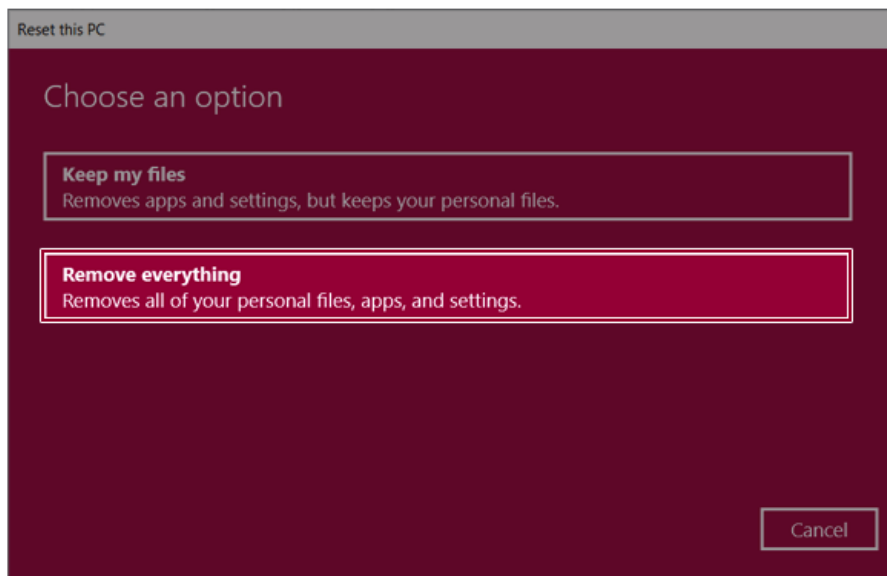 Reset this PC
Choose an option
Keep my files
Removes apps and settings, but keeps your personal files.
Remove everything
Removes all of your personal files, apps, and settings.
Cancel